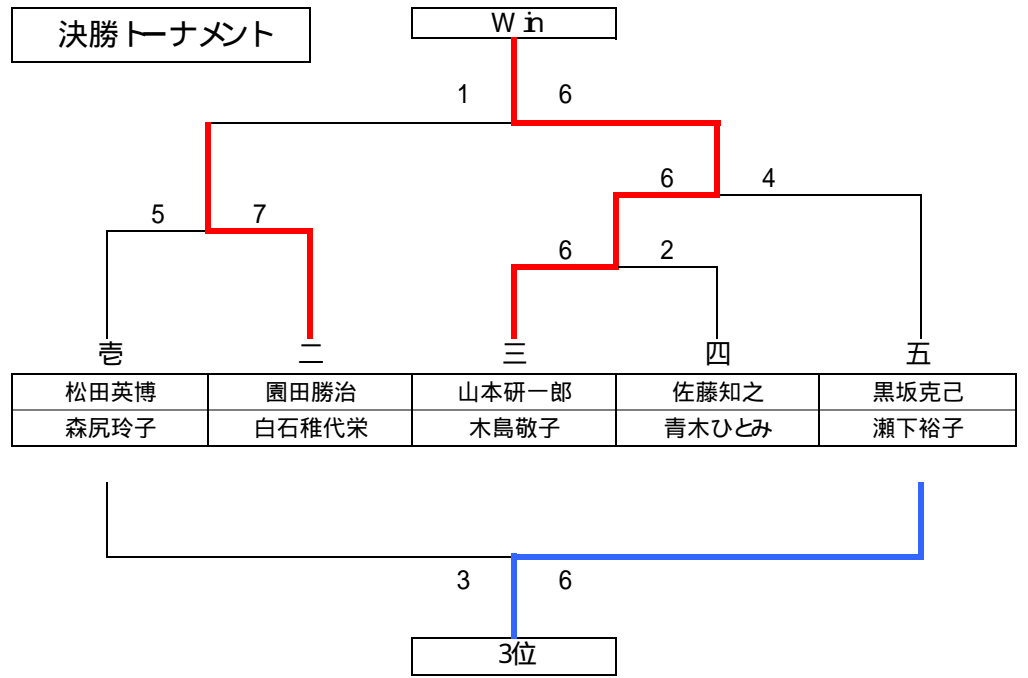 決勝トーナメント
Win
1 6
6 4
5 7
6 2
壱 二 三 四 五
松田英博 園田勝治 山本研一郎 佐藤知之 黒坂克己
森尻玲子 白石稚代栄 木島敬子 青木ひとみ 瀬下裕子
3 6
3位